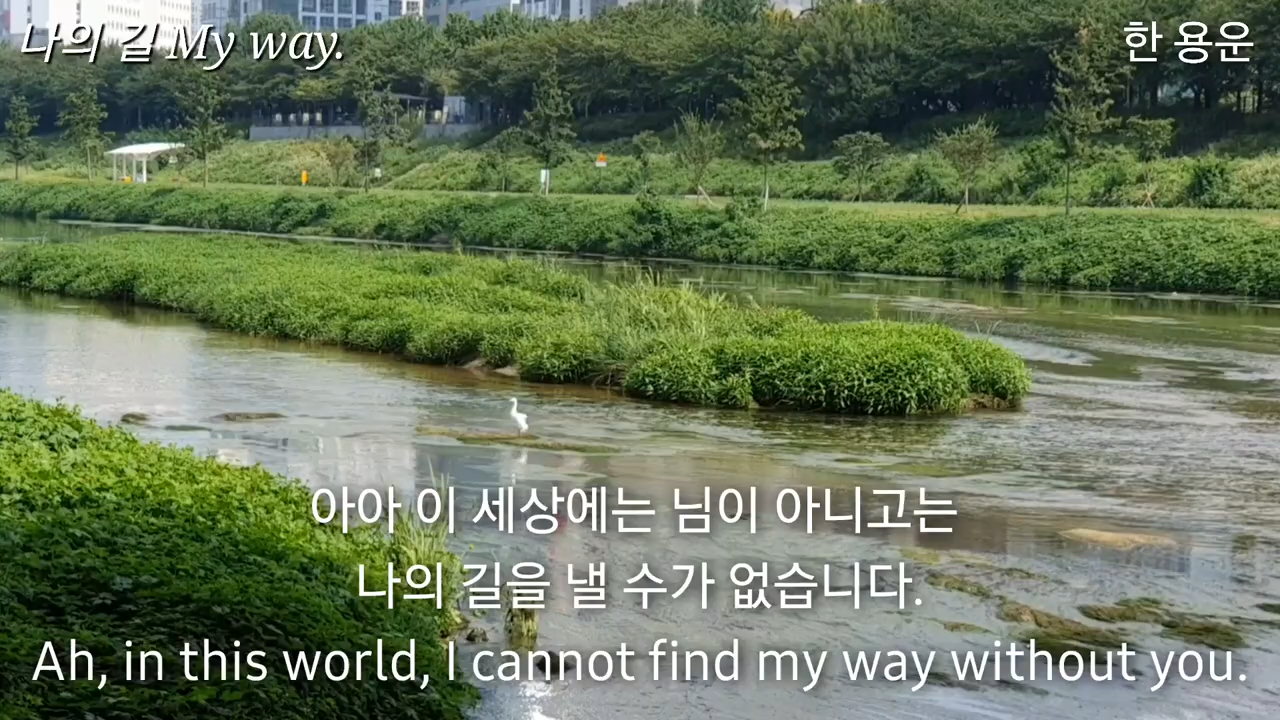 나의 길 My way.
한 용운
아아 이 세상에는 님이 아니고는
나의 길을 낼 수가 없습니다.
Ah, in this world, I cannot find my way without you.